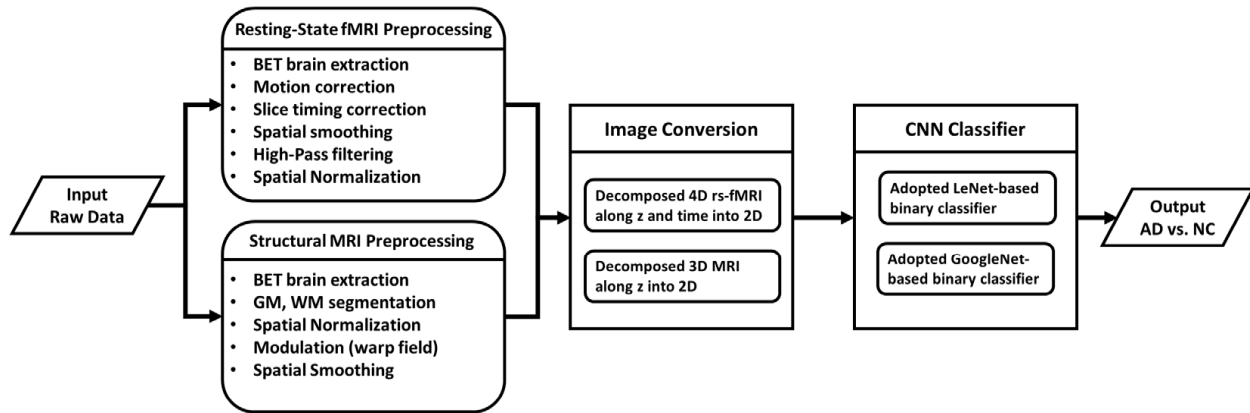 Input
Raw Data
Resting-State fMRI Preprocessing
• BET brain extraction
• Motion correction
• Slice timing correction
• Spatial smoothing
• High-Pass filtering
• Spatial Normalization
Structural MRI Preprocessing
• BET brain extraction
• GM, WM segmentation
• Spatial Normalization
• Modulation (warp field)
• Spatial Smoothing
Image Conversion
Decomposed 4D rs-fMRI
along z and time into 2D
Decomposed 3D MRI
along z into 2D
CNN Classifier
Adopted LeNet-based
binary classifier
Adopted GoogleNet-
based binary classifier
Output
AD vs. NC